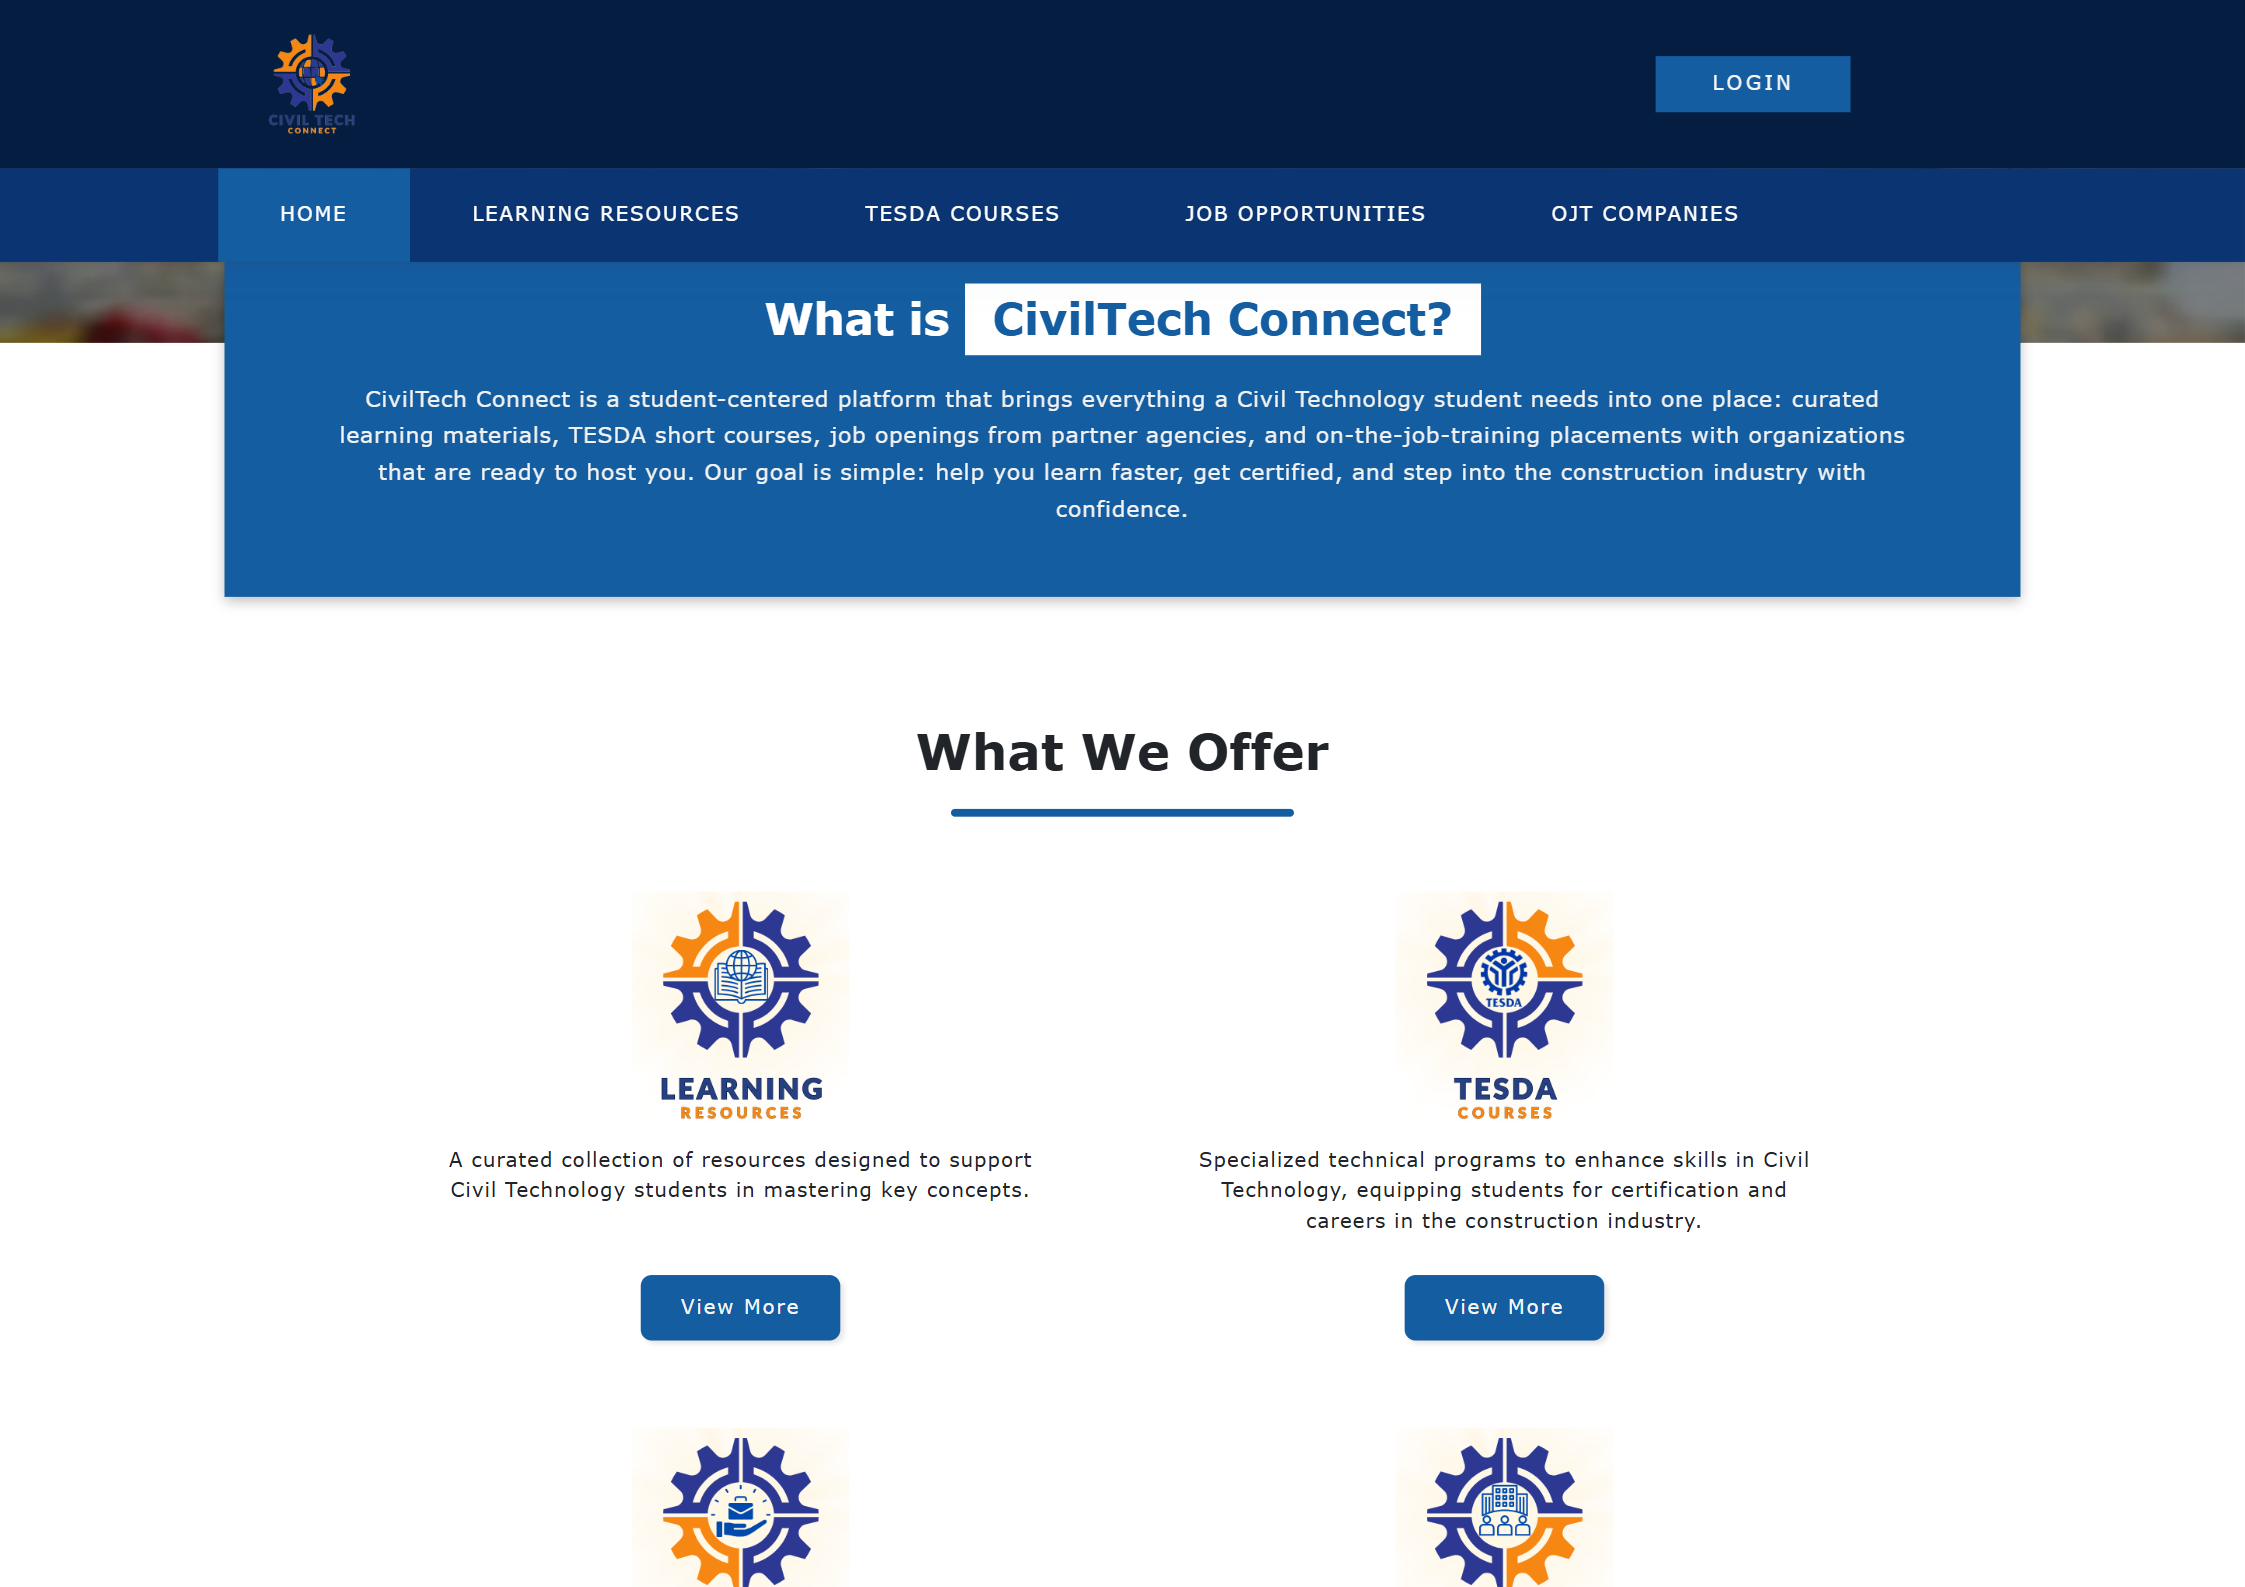 CIVIL TECH
CONNECT
LOGIN
HOME
LEARNING RESOURCES
TESDA COURSES
JOB OPPORTUNITIES
OJT COMPANIES
What is CivilTech Connect?
CivilTech Connect is a student-centered platform that brings everything a Civil Technology student needs into one place: curated
learning materials, TESDA short courses, job openings from partner agencies, and on-the-job-training placements with organizations
that are ready to host you. Our goal is simple: help you learn faster, get certified, and step into the construction industry with
confidence.
What We Offer
LEARNING
RESOURCES
A curated collection of resources designed to support
Civil Technology students in mastering key concepts.
View More
TESDA
TESDA
COURSES
Specialized technical programs to enhance skills in Civil
Technology, equipping students for certification and
careers in the construction industry.
View More